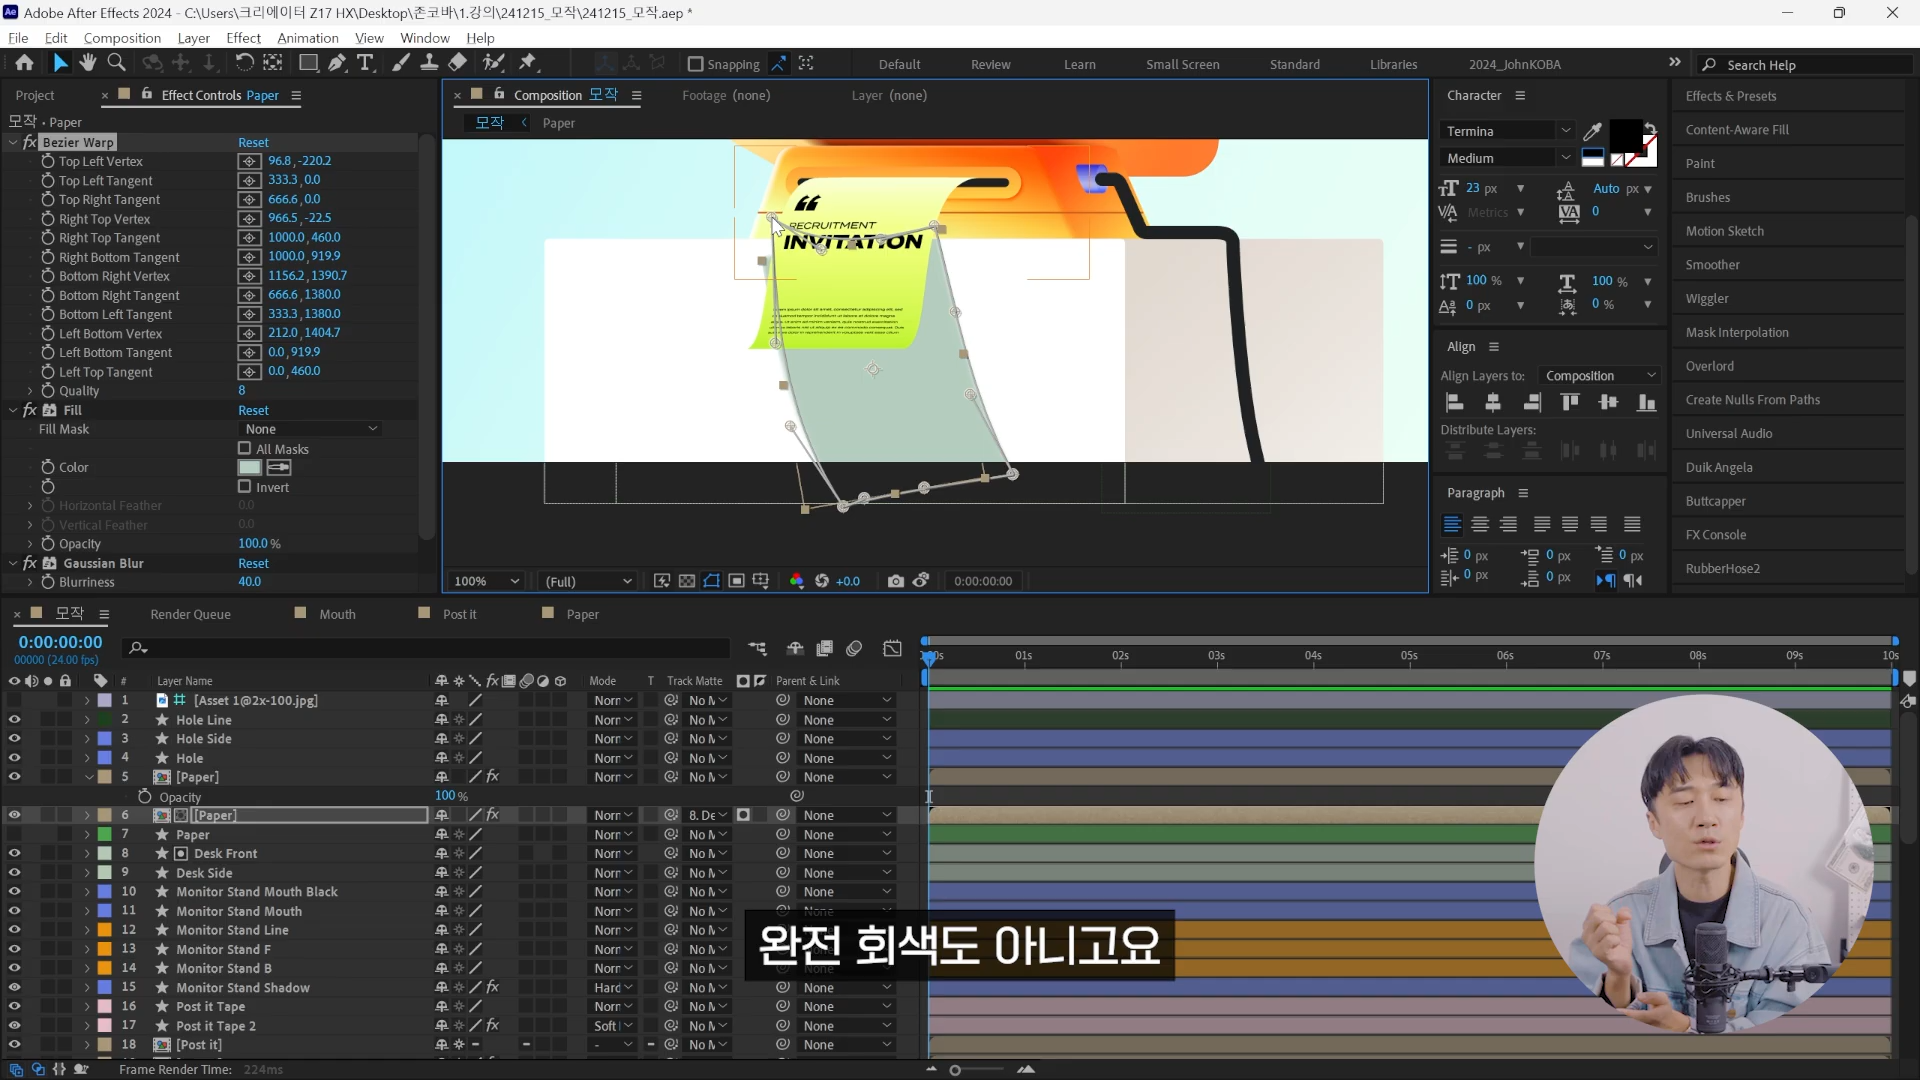 Adobe After Effects 2024 - C:\Users\크리에이터 Z17 HX\Desktop\존코바\1.강의\241215_모작\241215_모작.aep *
File Edit Composition Layer Effect Animation View Window Help
Snapping Default Review Learn Small Screen Standard Libraries 2024_JohnKOBA Search Help
Project Effect Controls Paper
모작 • Paper
Bezier Warp Reset
Top Left Vertex 96.8, -220.2
Top Left Tangent 333.3, 0.0
Top Right Tangent 666.6, 0.0
Right Top Vertex 966.5, -22.5
Right Top Tangent 1000.0, 460.0
Right Bottom Tangent 1000.0, 919.9
Bottom Right Vertex 1156.2, 1390.7
Bottom Right Tangent 666.6, 1380.0
Bottom Left Tangent 333.3, 1380.0
Left Bottom Vertex 212.0, 1404.7
Left Bottom Tangent 0.0, 919.9
Left Top Tangent 0.0, 460.0
Quality 8
Fill Reset
Fill Mask None
All Masks
Color
Invert
Horizontal Feather 0.0
Vertical Feather 0.0
Opacity 100.0 %
Gaussian Blur Reset
Blurriness 40.0
Composition 모작 Footage (none) Layer (none)
모작 Paper
RECRUITMENT
INVITATION
100% (Full) +0.0 0:00:00:00
Character
Termina
Medium
23 px Auto px
Metrics 0
- px
100 % 100 %
0 px 0 %
Align
Align Layers to: Composition
Distribute Layers:
Paragraph
0 px 0 px 0 px
0 px 0 px
Effects & Presets
Content-Aware Fill
Paint
Brushes
Motion Sketch
Smoother
Wiggler
Mask Interpolation
Overlord
Create Nulls From Paths
Universal Audio
Duik Angela
Buttcapper
FX Console
RubberHose2
모작 Render Queue Mouth Post it Paper
0:00:00:00
00000 (24.00 fps)
# Layer Name Mode T Track Matte Parent & Link
01s 02s 03s 04s 05s 06s 07s 08s 09s 10s
1 [Asset 1@2x-100.jpg] Norr No M None
2 Hole Line Norr No M None
3 Hole Side Norr No M None
4 Hole Norr No M None
5 [Paper] Norr No M None
Opacity 100 %
6 [Paper] Norr 8. De None
7 Paper Norr No M None
8 Desk Front Norr No M None
9 Desk Side Norr No M None
10 Monitor Stand Mouth Black Norr No M None
11 Monitor Stand Mouth Norr No M None
12 Monitor Stand Line Norr No M None
13 Monitor Stand F Norr No M None
14 Monitor Stand B Norr No M None
15 Monitor Stand Shadow Hard No M None
16 Post it Tape Norr No M None
17 Post it Tape 2 Soft No M None
18 [Post it] - No M None
Frame Render Time: 224ms
완전 회색도 아니고요